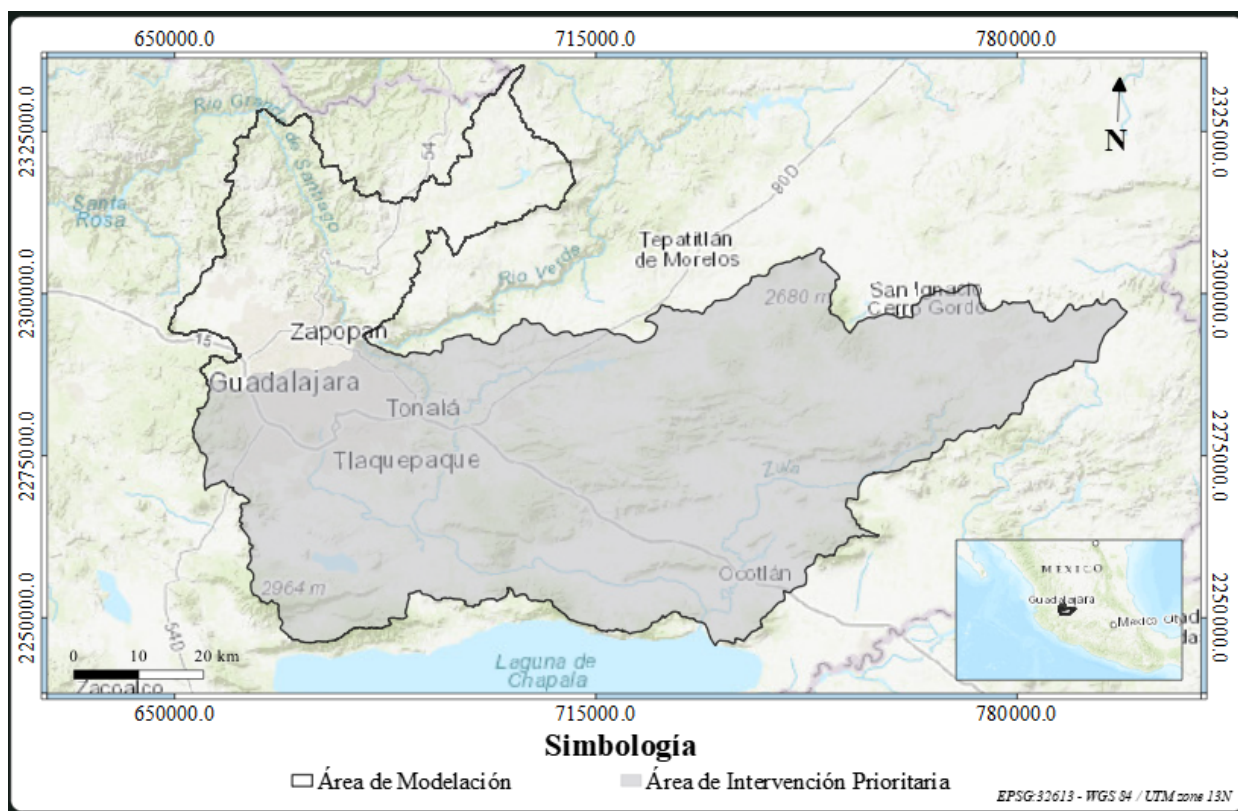 650000.0 715000.0 780000.0
2325000.0
2300000.0
2275000.0
2250000.0
2325000.0
2300000.0
2275000.0
2250000.0
N
Rio Grande de Santiago
54
80D
Santa
Rosa
Rio Verde
Tepatitlán
de Morelos
2680 m
San Ignacio
Cerro Gordo
15
Zapopan
Guadalajara
Tonalá
Tlaquepaque
Zula
Ocotlán
2964 m
54D
0 10 20 km
Zacoalco
Laguna de
Chapala
MEXICO
Guadalajara
Mexico City
650000.0 715000.0 780000.0
Simbología
Área de Modelación Área de Intervención Prioritaria
EPSG:32613 - WGS 84 / UTM zone 13N